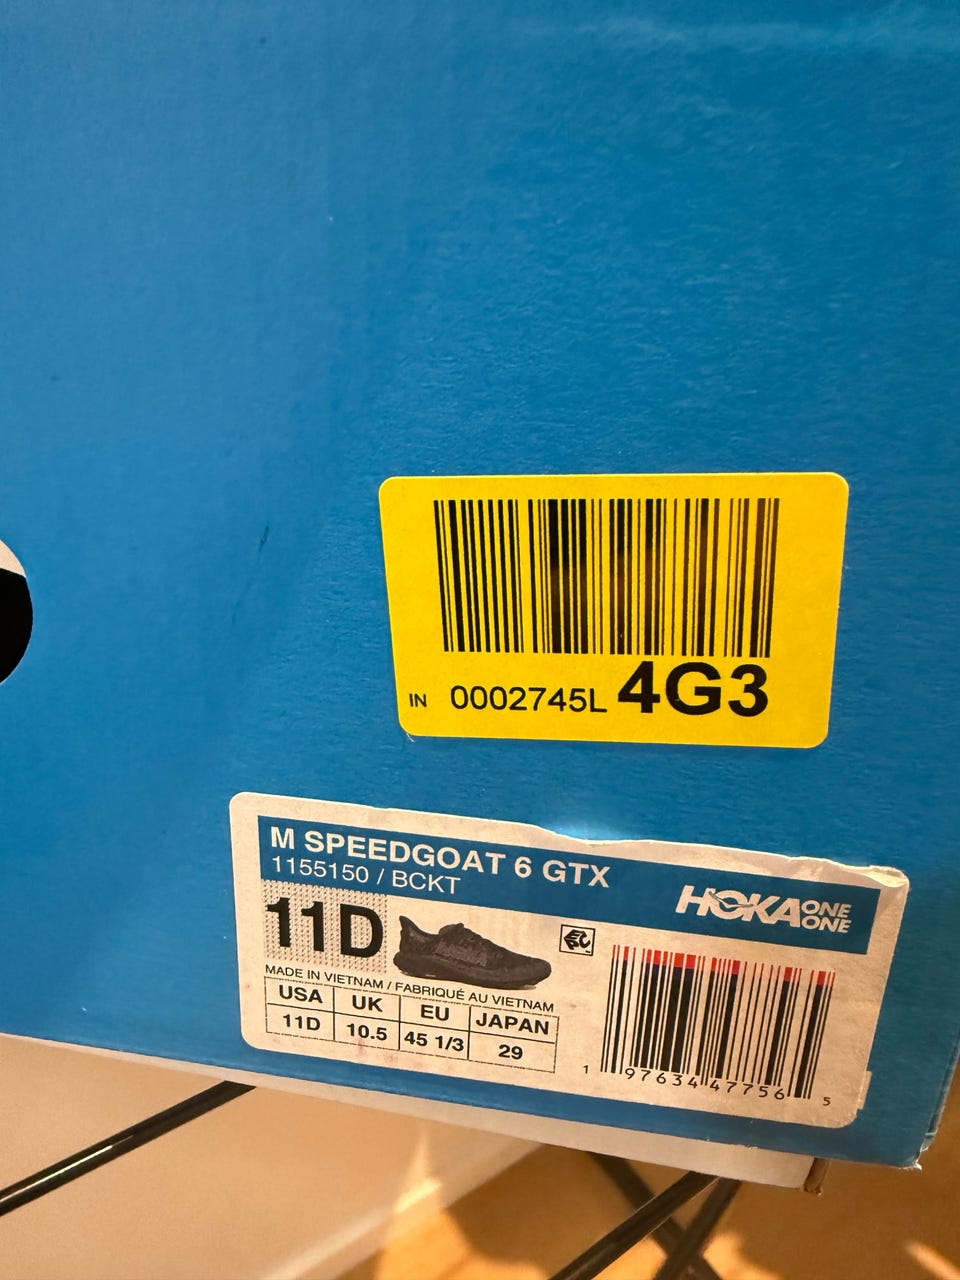 IN 0002745L 4G3
M SPEEDGOAT 6 GTX
1155150 / BCKT
HOKA ONE ONE
11D
MADE IN VIETNAM / FABRIQUÉ AU VIETNAM
USA UK EU JAPAN
11D 10.5 45 1/3 29
1 97634 47756 5